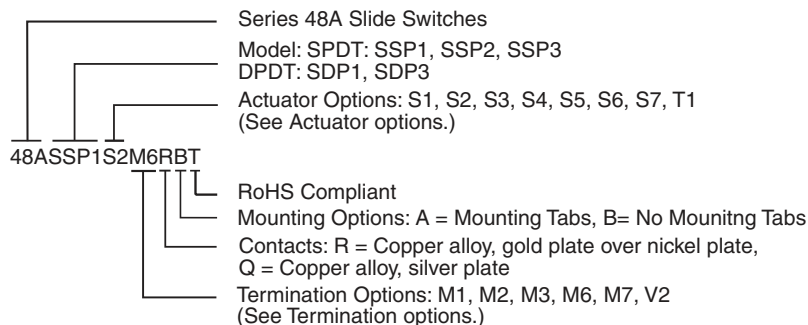 Series 48A Slide Switches
Model: SPDT: SSP1, SSP2, SSP3
DPDT: SDP1, SDP3
Actuator Options: S1, S2, S3, S4, S5, S6, S7, T1
(See Actuator options.)
48ASSP1S2M6RBT
RoHS Compliant
Mounting Options: A = Mounting Tabs, B= No Mounitng Tabs
Contacts: R = Copper alloy, gold plate over nickel plate,
Q = Copper alloy, silver plate
Termination Options: M1, M2, M3, M6, M7, V2
(See Termination options.)